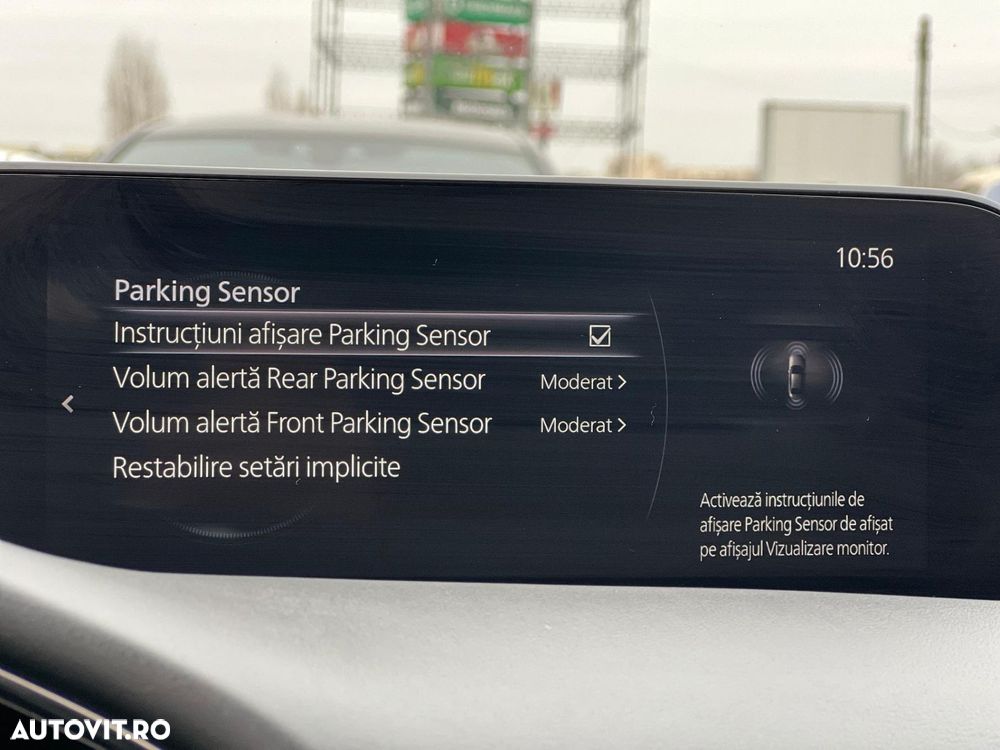 10:56
Parking Sensor
Instrucțiuni afișare Parking Sensor
Volum alertă Rear Parking Sensor Moderat >
Volum alertă Front Parking Sensor Moderat >
Restabilire setări implicite
Activează instrucțiunile de
afișare Parking Sensor de afișat
pe afișajul Vizualizare monitor.
AUTOVIT.RO